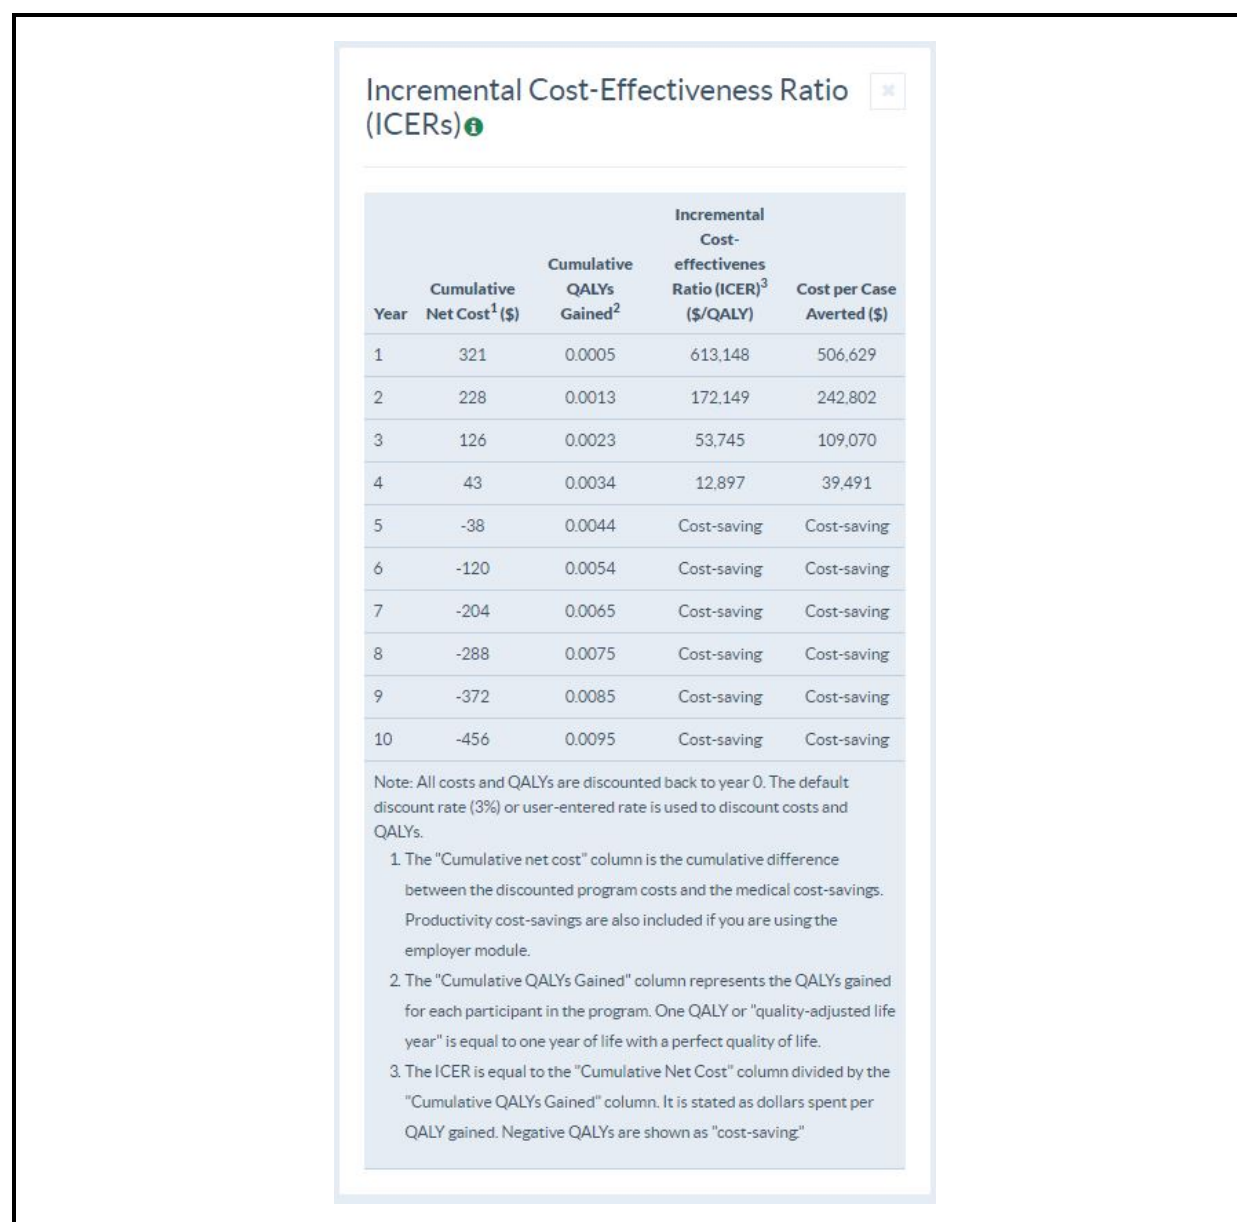 Incremental Cost-Effectiveness Ratio
(ICERs)
Incremental
Cost-
Cumulative effectivenes
Cumulative QALYs Ratio (ICER)3 Cost per Case
Year Net Cost1 ($) Gained2 ($/QALY) Averted ($)
1 321 0.0005 613,148 506,629
2 228 0.0013 172,149 242,802
3 126 0.0023 53,745 109,070
4 43 0.0034 12,897 39,491
5 -38 0.0044 Cost-saving Cost-saving
6 -120 0.0054 Cost-saving Cost-saving
7 -204 0.0065 Cost-saving Cost-saving
8 -288 0.0075 Cost-saving Cost-saving
9 -372 0.0085 Cost-saving Cost-saving
10 -456 0.0095 Cost-saving Cost-saving
Note: All costs and QALYs are discounted back to year 0. The default
discount rate (3%) or user-entered rate is used to discount costs and
QALYs.
1. The "Cumulative net cost" column is the cumulative difference
between the discounted program costs and the medical cost-savings.
Productivity cost-savings are also included if you are using the
employer module.
2. The "Cumulative QALYs Gained" column represents the QALYs gained
for each participant in the program. One QALY or "quality-adjusted life
year" is equal to one year of life with a perfect quality of life.
3. The ICER is equal to the "Cumulative Net Cost" column divided by the
"Cumulative QALYs Gained" column. It is stated as dollars spent per
QALY gained. Negative QALYs are shown as "cost-saving."